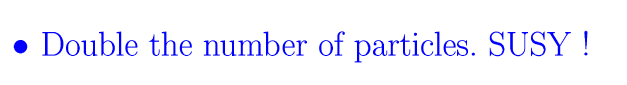 • Double the number of particles. SUSY !